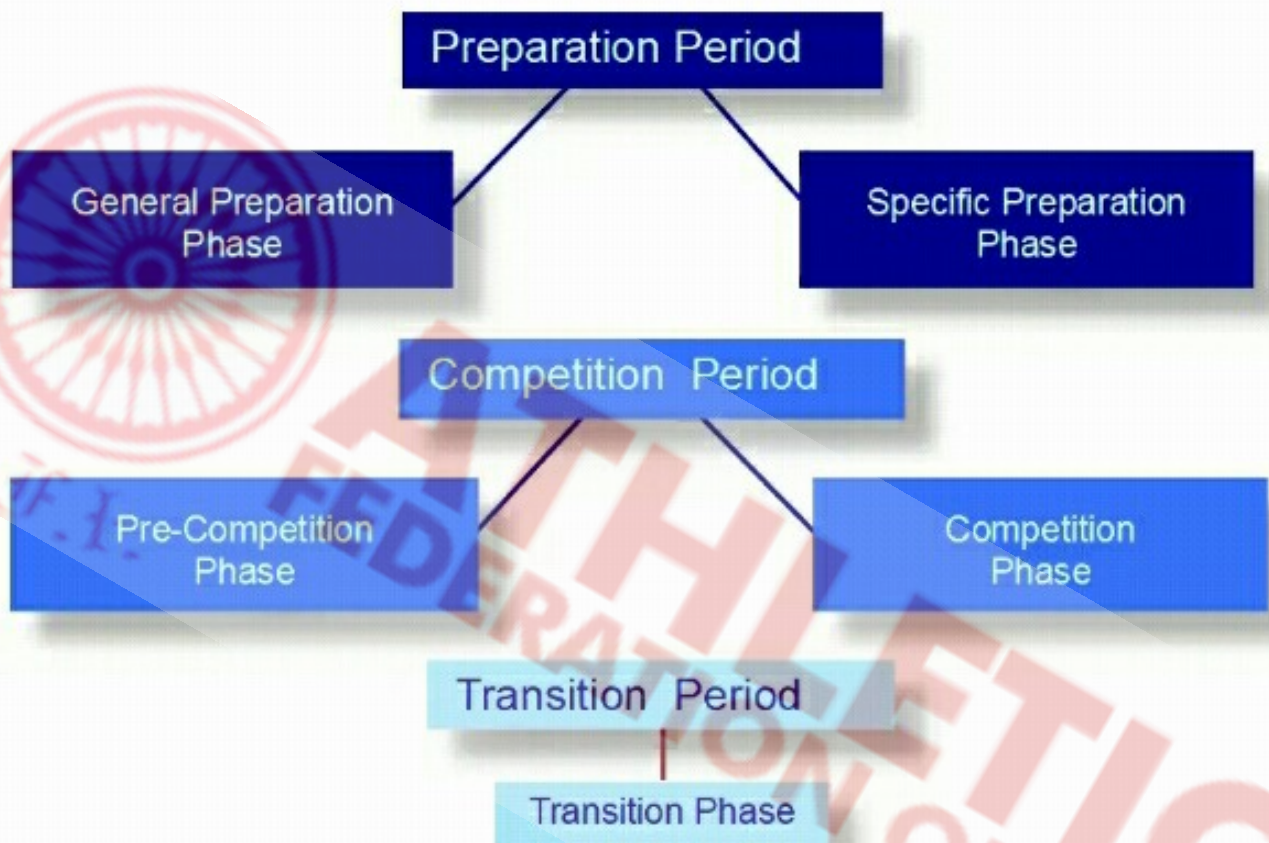 Preparation Period
General Preparation
Phase
Specific Preparation
Phase
Competition Period
Pre-Competition
Phase
Competition
Phase
Transition Period
Transition Phase
ATHLETIC
FEDERATION